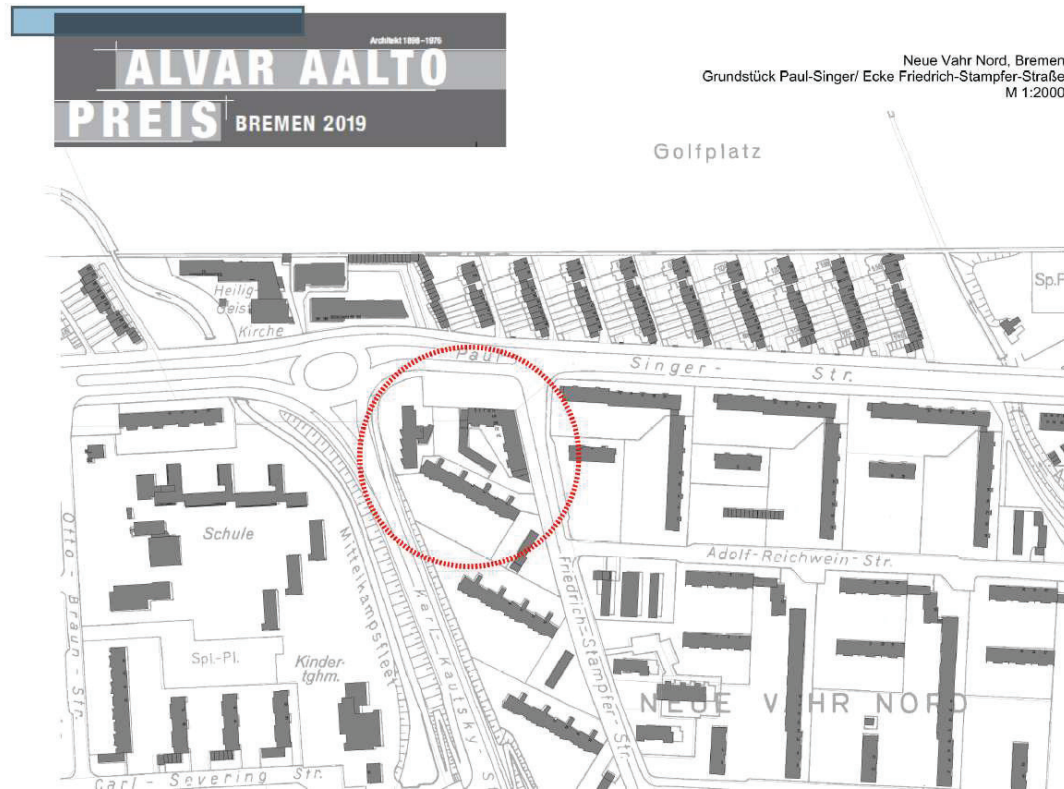 Architekt 1898–1976
ALVAR AALTO
PREIS BREMEN 2019
Neue Vahr Nord, Bremen
Grundstück Paul-Singer/ Ecke Friedrich-Stampfer-Straße
M 1:2000
Golfplatz
Heilig-
Geist
Kirche
Sp.F
Paul
Singer-
Str.
Schule
Otto-Braun-Str.
Mittelkampsfleet
Karl-Kautsky-
S
Friedrich=Stampfer-Str.
Adolf-Reichwein-Str.
Spl.-Pl.
Kinder-
tghm.
NEUE VAHR NORD
Carl-Severing Str.